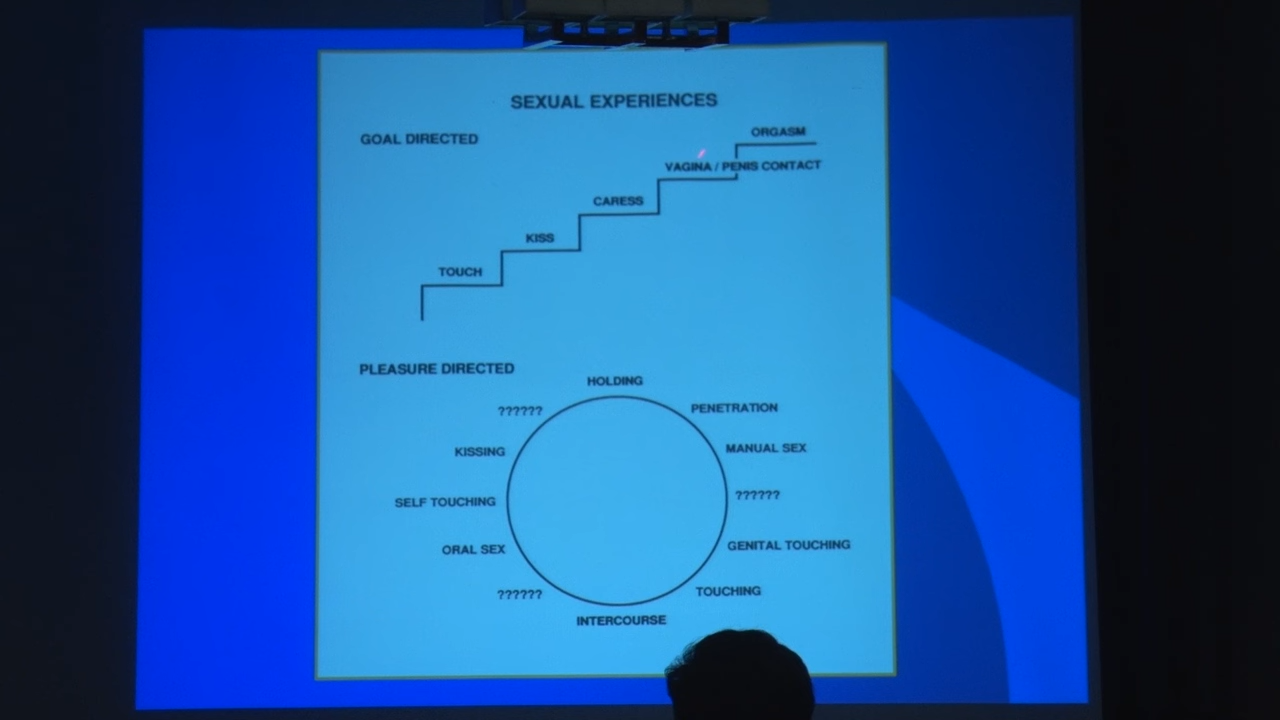 SEXUAL EXPERIENCES
GOAL DIRECTED
ORGASM
VAGINA / PENIS CONTACT
CARESS
KISS
TOUCH
PLEASURE DIRECTED
HOLDING
?????? PENETRATION
KISSING MANUAL SEX
SELF TOUCHING ??????
ORAL SEX GENITAL TOUCHING
?????? TOUCHING
INTERCOURSE